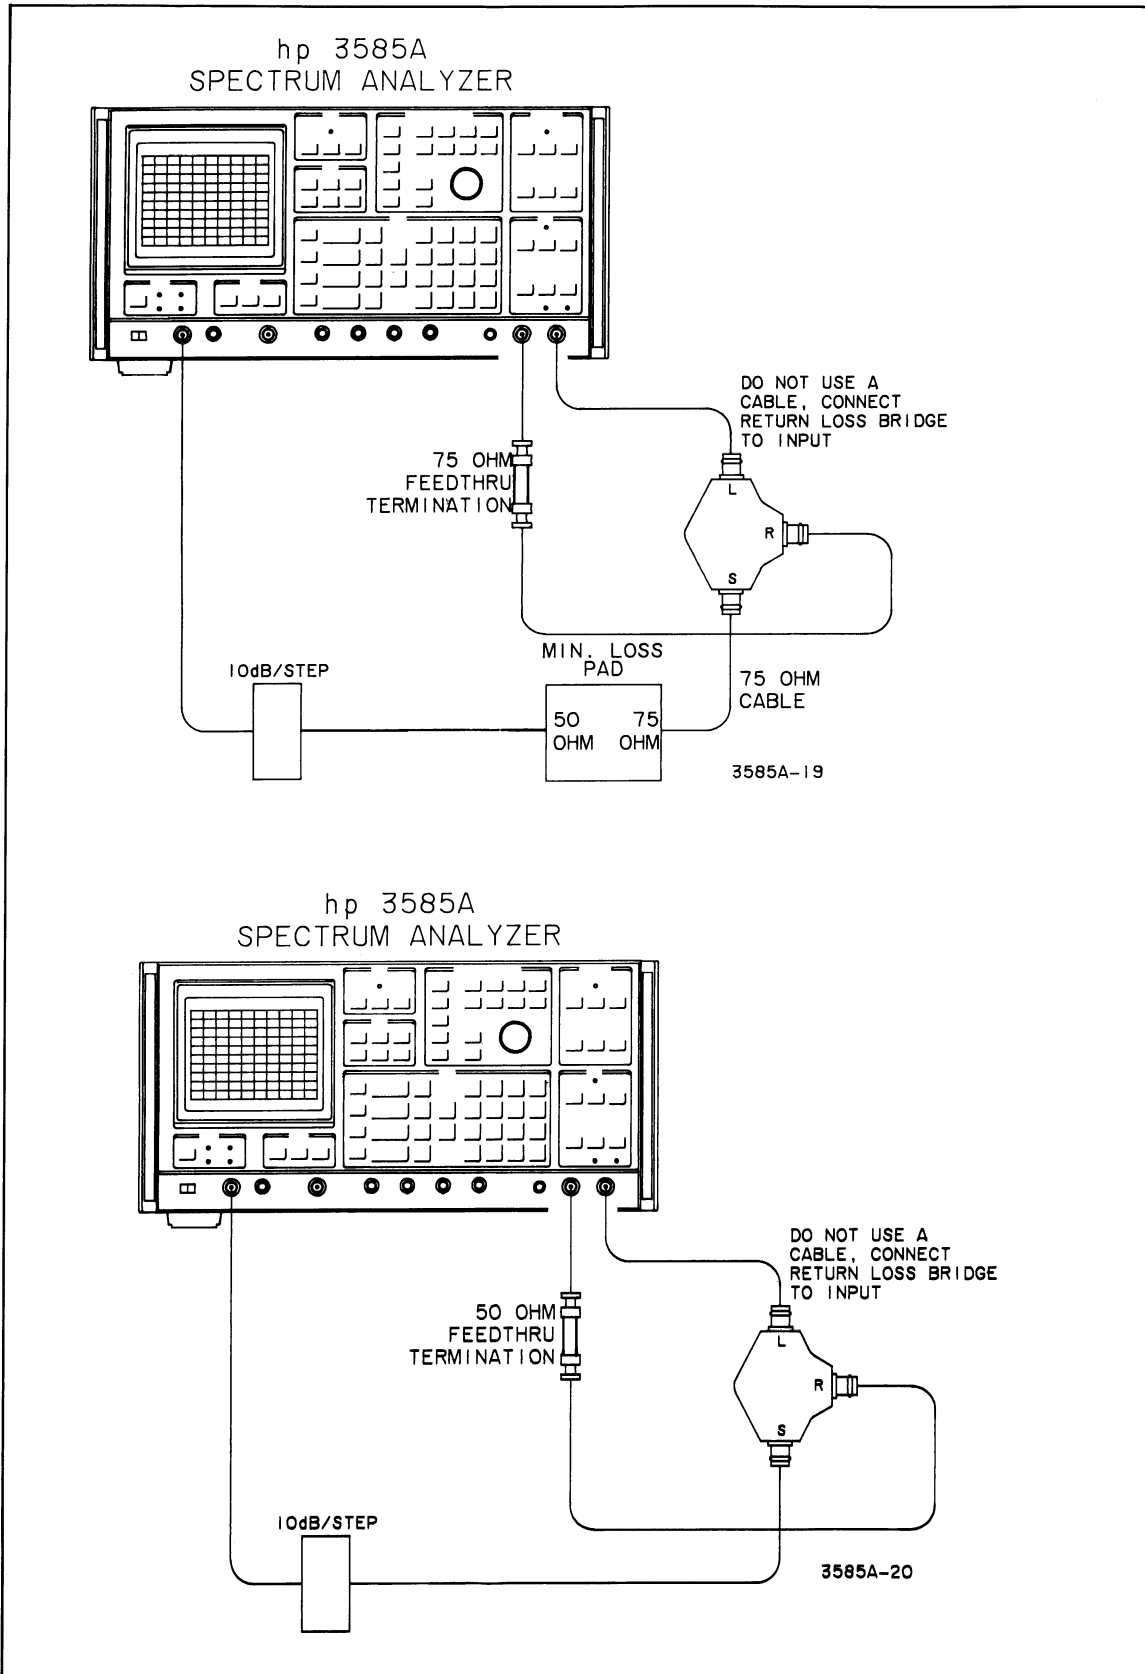 hp 3585A
SPECTRUM ANALYZER
DO NOT USE A
CABLE, CONNECT
RETURN LOSS BRIDGE
TO INPUT
75 OHM
FEEDTHRU
TERMINATION
L
R
S
MIN. LOSS
PAD
10dB/STEP
50
OHM
75
OHM
75 OHM
CABLE
3585A-19
hp 3585A
SPECTRUM ANALYZER
DO NOT USE A
CABLE, CONNECT
RETURN LOSS BRIDGE
TO INPUT
50 OHM
FEEDTHRU
TERMINATION
L
R
S
10dB/STEP
3585A-20